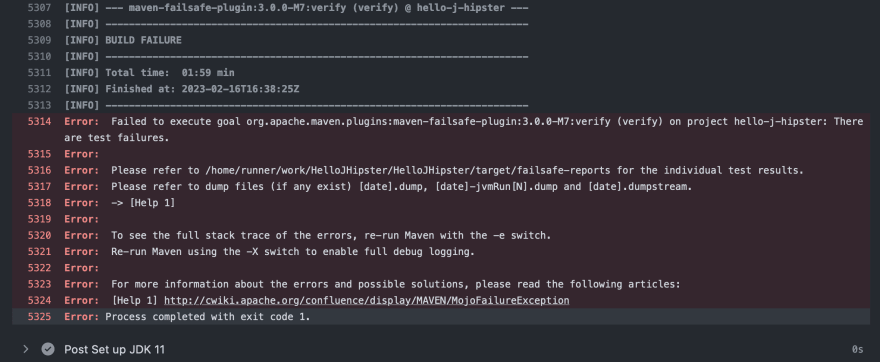 5307 [INFO] --- maven-failsafe-plugin:3.0.0-M7:verify (verify) @ hello-j-hipster ---
5308 [INFO] ------------------------------------------------------------------------
5309 [INFO] BUILD FAILURE
5310 [INFO] ------------------------------------------------------------------------
5311 [INFO] Total time:  01:59 min
5312 [INFO] Finished at: 2023-02-16T16:38:25Z
5313 [INFO] ------------------------------------------------------------------------
5314 Error:  Failed to execute goal org.apache.maven.plugins:maven-failsafe-plugin:3.0.0-M7:verify (verify) on project hello-j-hipster: There
are test failures.
5315 Error:
5316 Error:  Please refer to /home/runner/work/HelloJHipster/HelloJHipster/target/failsafe-reports for the individual test results.
5317 Error:  Please refer to dump files (if any exist) [date].dump, [date]-jvmRun[N].dump and [date].dumpstream.
5318 Error:  -> [Help 1]
5319 Error:
5320 Error:  To see the full stack trace of the errors, re-run Maven with the -e switch.
5321 Error:  Re-run Maven using the -X switch to enable full debug logging.
5322 Error:
5323 Error:  For more information about the errors and possible solutions, please read the following articles:
5324 Error:  [Help 1] http://cwiki.apache.org/confluence/display/MAVEN/MojoFailureException
5325 Error: Process completed with exit code 1.
Post Set up JDK 11 0s